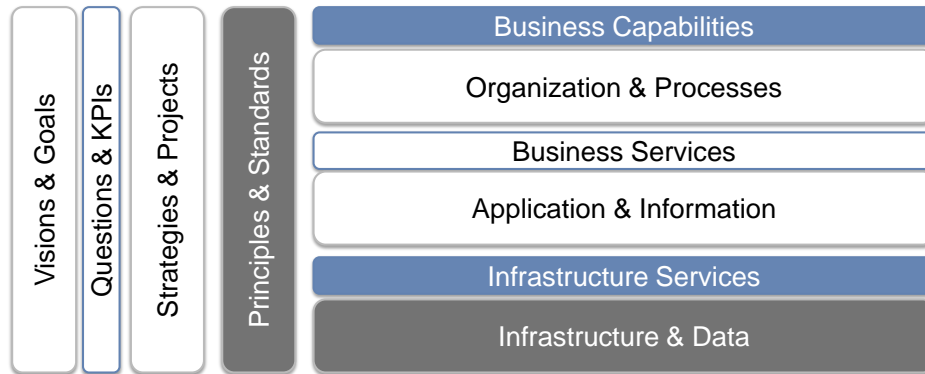 Visions & Goals
Questions & KPIs
Strategies & Projects
Principles & Standards
Business Capabilities
Organization & Processes
Business Services
Application & Information
Infrastructure Services
Infrastructure & Data